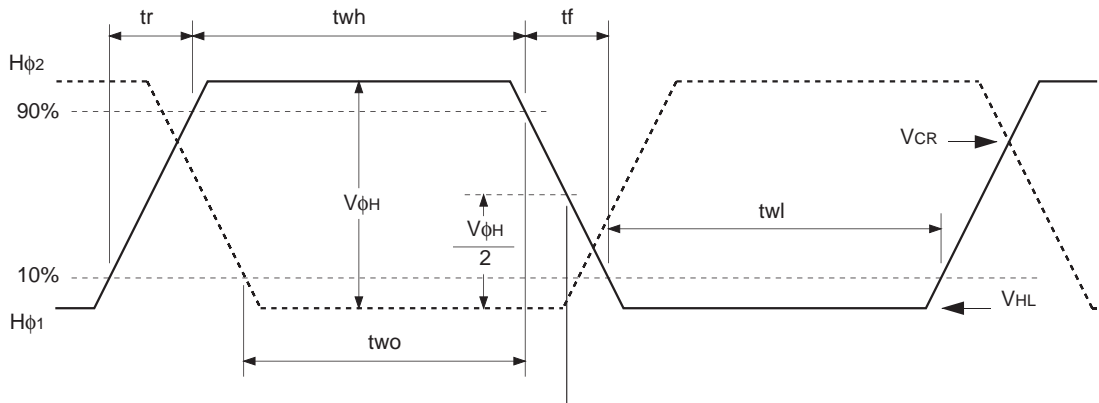 tr twh tf
Hϕ2
90%
VCR
VϕH
twl
VϕH
2
10%
VHL
Hϕ1
two